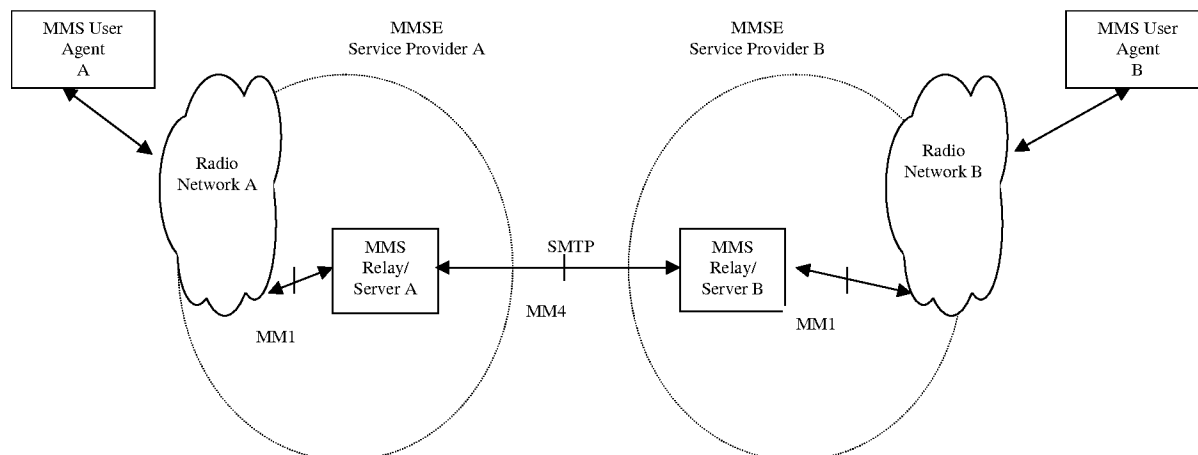 MMS User
Agent
A
MMSE
Service Provider A
MMSE
Service Provider B
MMS User
Agent
B
Radio
Network A
Radio
Network B
MMS
Relay/
Server A
SMTP
MMS
Relay/
Server B
MM1
MM4
MM1